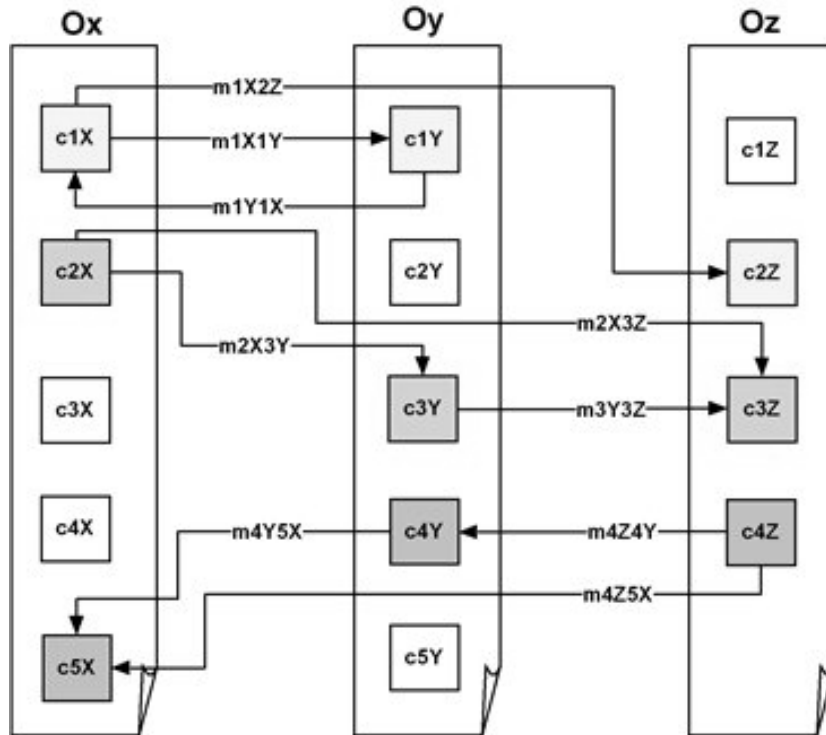 Ox
Oy
Oz
m1X2Z
c1X
m1X1Y
c1Y
c1Z
m1Y1X
c2X
c2Y
c2Z
m2X3Z
m2X3Y
c3X
c3Y
m3Y3Z
c3Z
c4X
m4Y5X
c4Y
m4Z4Y
c4Z
m4Z5X
c5X
c5Y